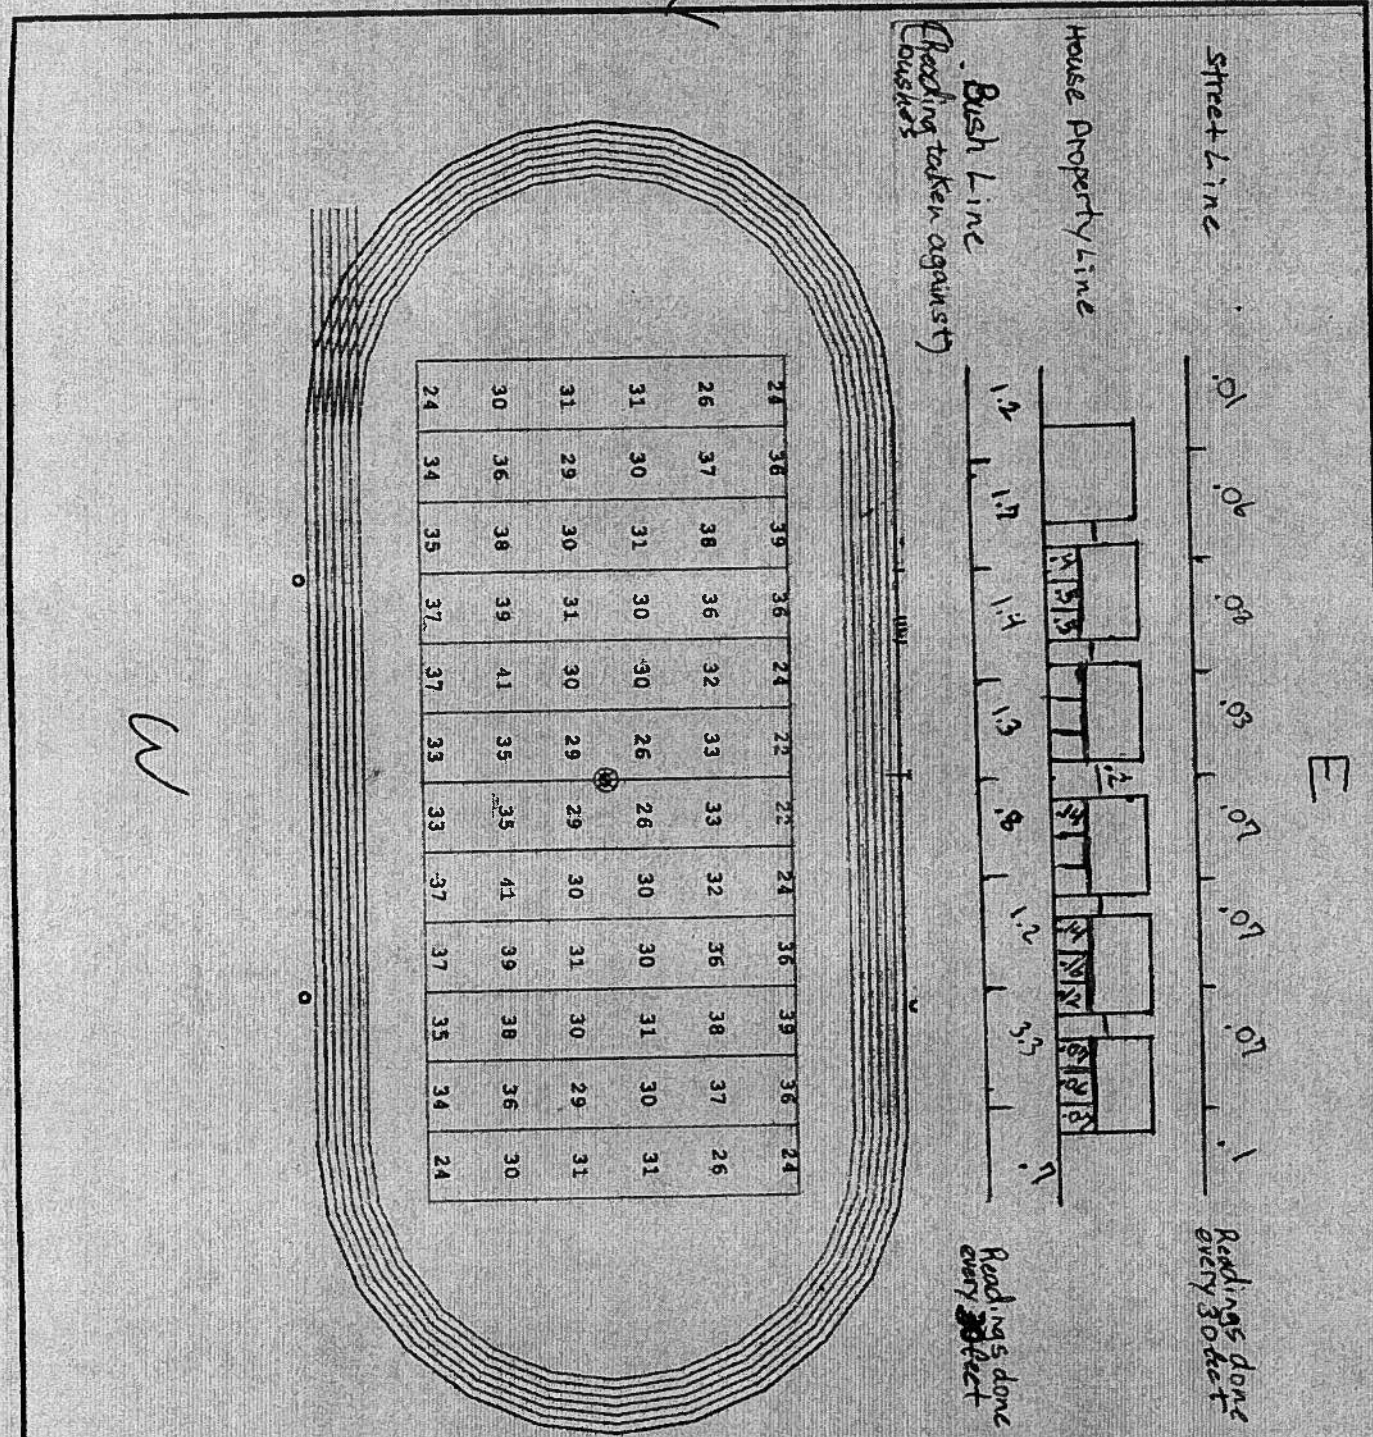 E
Street Line .01 .06 .08 .03 .07 .07 .07 .1 Readings done
every 30 feet
House Property Line
.2
Bush Line 1.2 1.7 1.4 1.3 .8 1.2 3.3 .7 Readings done
(Reading taken against) every feet
bushes
24 36 39 36 24 22 22 24 36 39 36 24
26 37 38 36 32 33 33 32 36 38 37 26
31 30 31 30 30 26 26 30 30 31 30 31
31 29 30 31 30 29 29 30 31 30 29 31
30 36 38 39 41 35 35 41 39 38 36 30
24 34 35 37 37 33 33 37 37 35 34 24
W